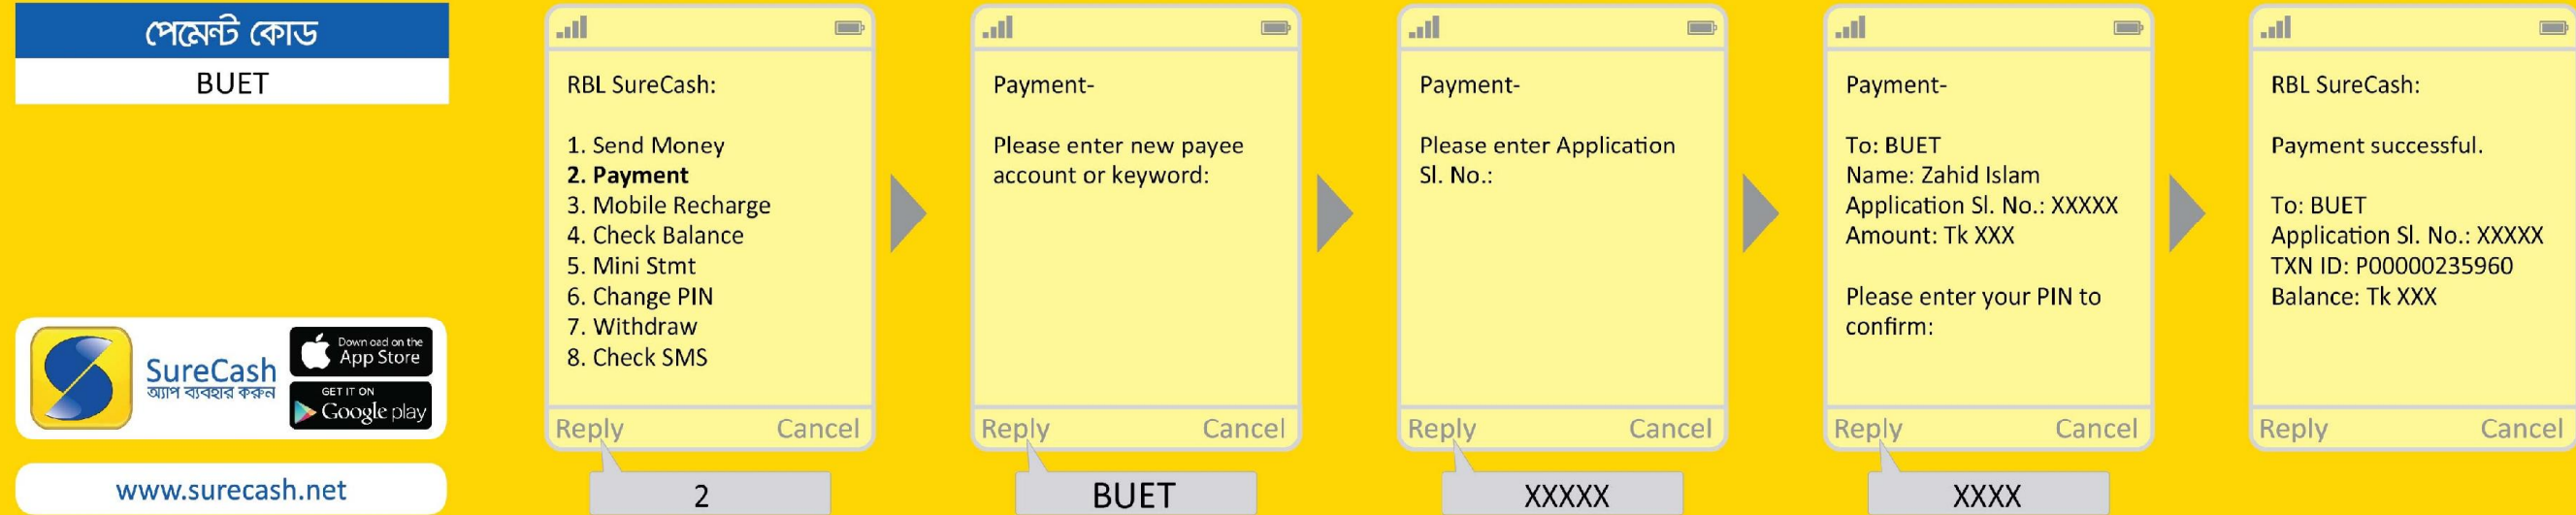 পেমেন্ট কোড
BUET
SureCash
অ্যাপ ব্যবহার করুন
Down oad on the
App Store
GET IT ON
Google play
www.surecash.net
RBL SureCash:
1. Send Money
2. Payment
3. Mobile Recharge
4. Check Balance
5. Mini Stmt
6. Change PIN
7. Withdraw
8. Check SMS
Reply Cancel
2
Payment-
Please enter new payee
account or keyword:
Reply Cancel
BUET
Payment-
Please enter Application
Sl. No.:
Reply Cancel
XXXXX
Payment-
To: BUET
Name: Zahid Islam
Application Sl. No.: XXXXX
Amount: Tk XXX
Please enter your PIN to
confirm:
Reply Cancel
XXXX
RBL SureCash:
Payment successful.
To: BUET
Application Sl. No.: XXXXX
TXN ID: P00000235960
Balance: Tk XXX
Reply Cancel